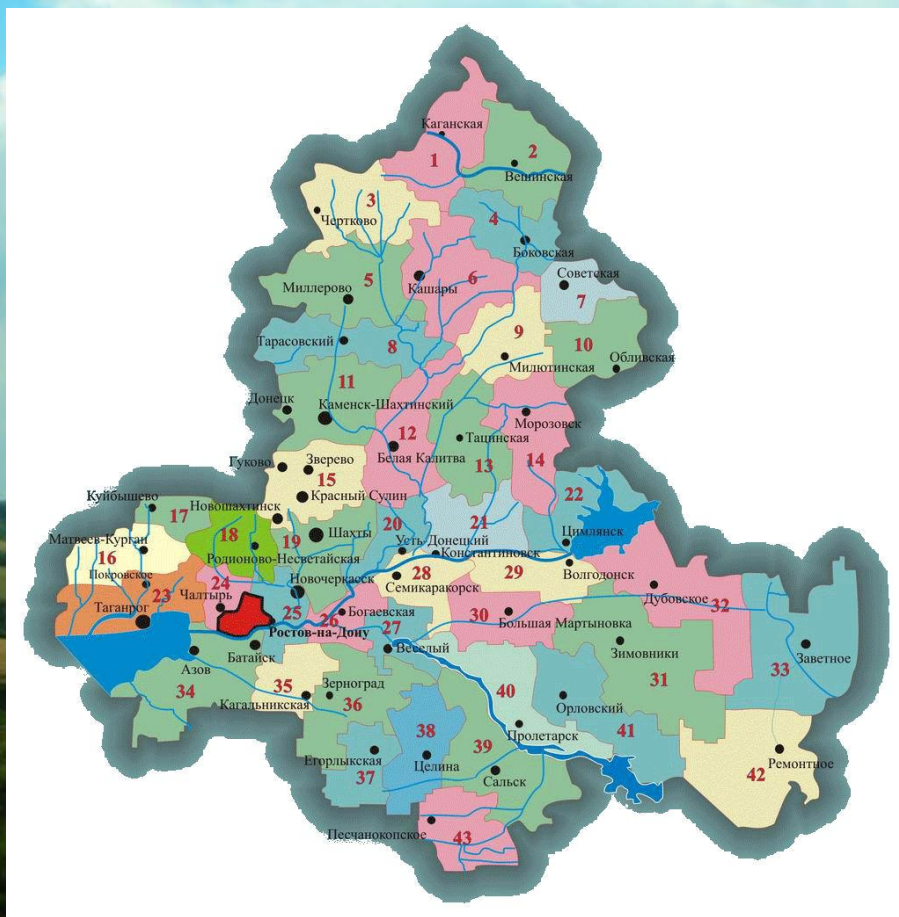 Каганская
1
2
Вешинская
3
Чертково
4
Боковская
Советская
5
Кашары
6
7
Миллерово
9
Тарасовский
8
10
Милютинская
Обливская
11
Донецк
Каменск-Шахтинский
12
Морозовск
Тацинская
Белая Калитва
13
14
Гуково
Зверево
15
Красный Сулин
22
Куйбышево
Новошахтинск
17
18
19
Шахты
20
21
Матвеев-Курган
16
Усть Донецкий
Цимлянск
Родионово-Несветайская
Константиновск
Покровское
23
24
Новочеркасск
28
29
Волгодонск
Семикаракорск
Дубовское
Чалтырь
25
26
Богаевская
30
32
Таганрог
Большая Мартыновка
Ростов-на-Дону
27
Батайск
Веселый
Зимовники
Заветное
33
Азов
31
34
35
Зерноград
40
Кагальникская
36
Орловский
Пролетарск
38
39
41
Егорлыкская
Целина
37
Сальск
42
Ремонтное
Песчанокопское
43